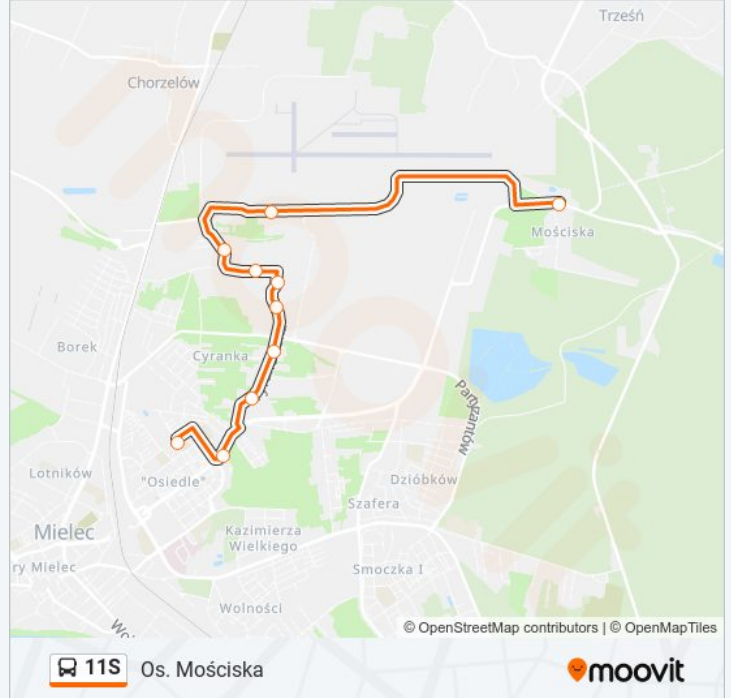 Trześń
Chorzelów
Mościska
Borek
Cyranka
Partyzantów
Lotników
"Osiedle"
Dzióbków
Szafera
Mielec
Kazimierza
Wielkiego
ry Mielec
Smoczka I
Wolności
© OpenStreetMap contributors | © OpenMapTiles
11S Os. Mościska
moovit